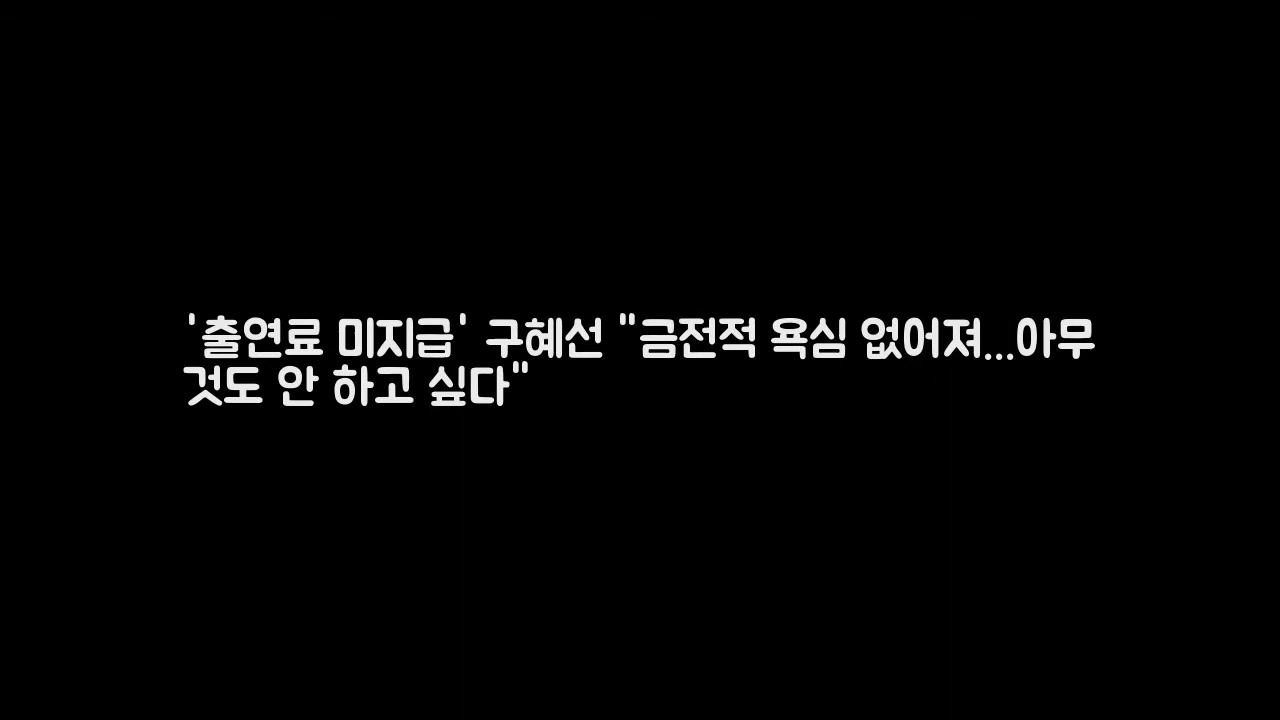 '출연료 미지급' 구혜선 "금전적 욕심 없어져...아무
것도 안 하고 싶다"